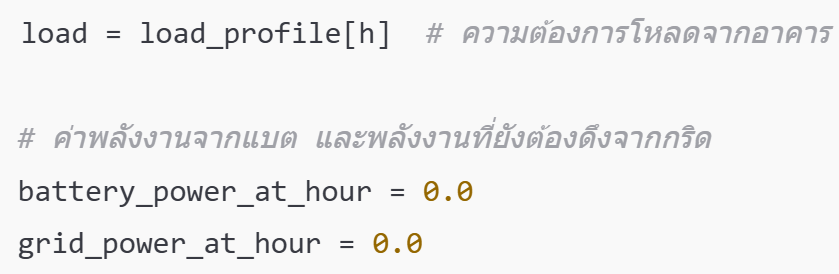 load = load_profile[h]  # ความต้องการโหลดจากอาคาร
# ค่าพลังงานจากแบต และพลังงานที่ยังต้องดึงจากกริด
battery_power_at_hour = 0.0
grid_power_at_hour = 0.0